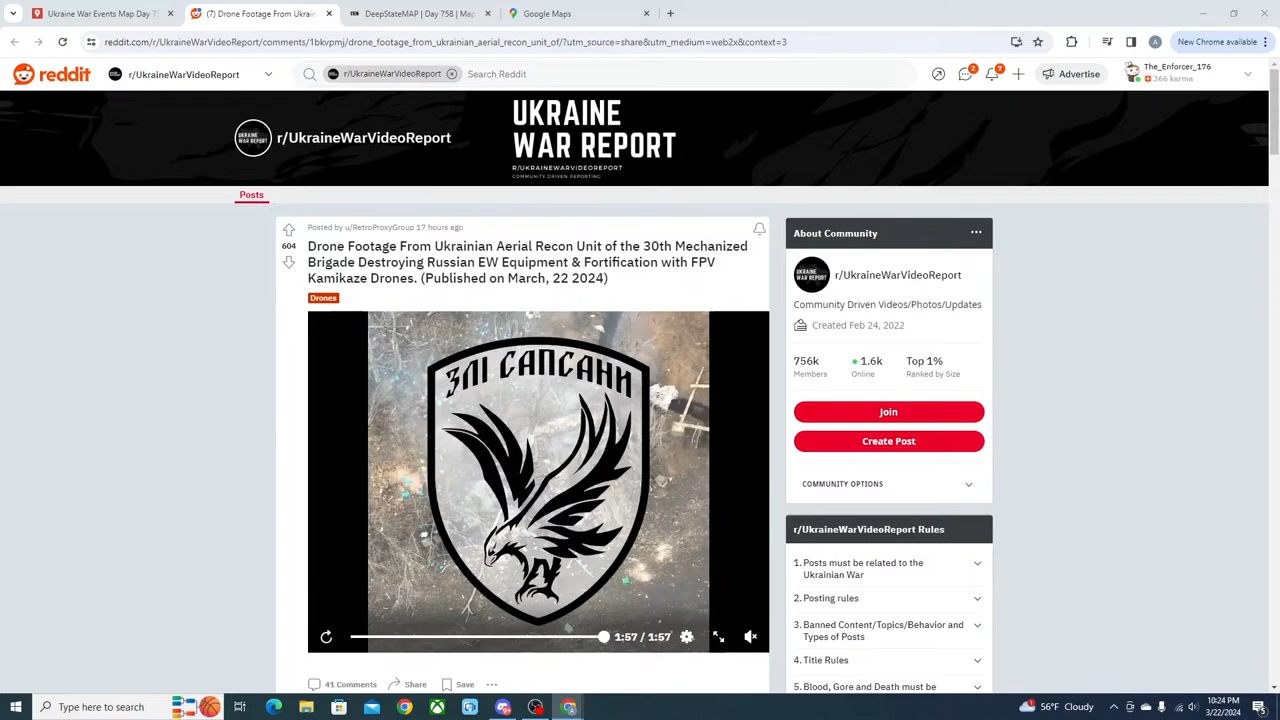 Ukraine War Events Map Day 75
(7) Drone Footage From Ukrain
DeepStateMAP | Day 758 | Map
Google Maps
reddit.com/r/UkraineWarVideoReport/comments/1bkvpmj/drone_footage_from_ukrainian_aerial_recon_unit_of/?utm_source=share&utm_medium=web2x&context=3
New Chrome available
reddit
r/UkraineWarVideoReport
r/UkraineWarVideoReport
Search Reddit
2
7
Advertise
The_Enforcer_176
366 karma
UKRAINE
WAR REPORT
r/UkraineWarVideoReport
UKRAINE
WAR REPORT
R/UKRAINEWARVIDEOREPORT
COMMUNITY DRIVEN REPORTING
Posts
Posted by u/RetroProxyGroup 17 hours ago
604
Drone Footage From Ukrainian Aerial Recon Unit of the 30th Mechanized
Brigade Destroying Russian EW Equipment & Fortification with FPV
Kamikaze Drones. (Published on March, 22 2024)
Drones
ЗЛІ САПСАНИ
1:57 / 1:57
41 Comments
Share
Save
About Community
r/UkraineWarVideoReport
Community Driven Videos/Photos/Updates
Created Feb 24, 2022
756k
1.6k
Top 1%
Members
Online
Ranked by Size
Join
Create Post
COMMUNITY OPTIONS
r/UkraineWarVideoReport Rules
1. Posts must be related to the
Ukrainian War
2. Posting rules
3. Banned Content/Topics/Behavior and
Types of Posts
4. Title Rules
5. Blood, Gore and Death must be
Type here to search
56°F Cloudy
10:24 PM
3/22/2024